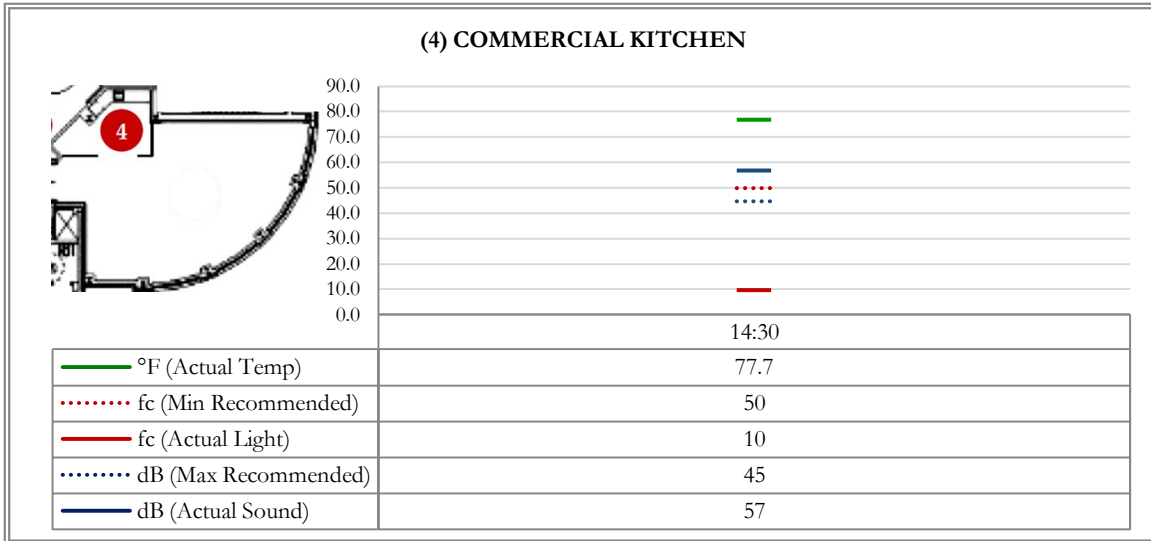 (4) COMMERCIAL KITCHEN
4
90.0
80.0
70.0
60.0
50.0
40.0
30.0
20.0
10.0
0.0
14:30
°F (Actual Temp) 77.7
fc (Min Recommended) 50
fc (Actual Light) 10
dB (Max Recommended) 45
dB (Actual Sound) 57